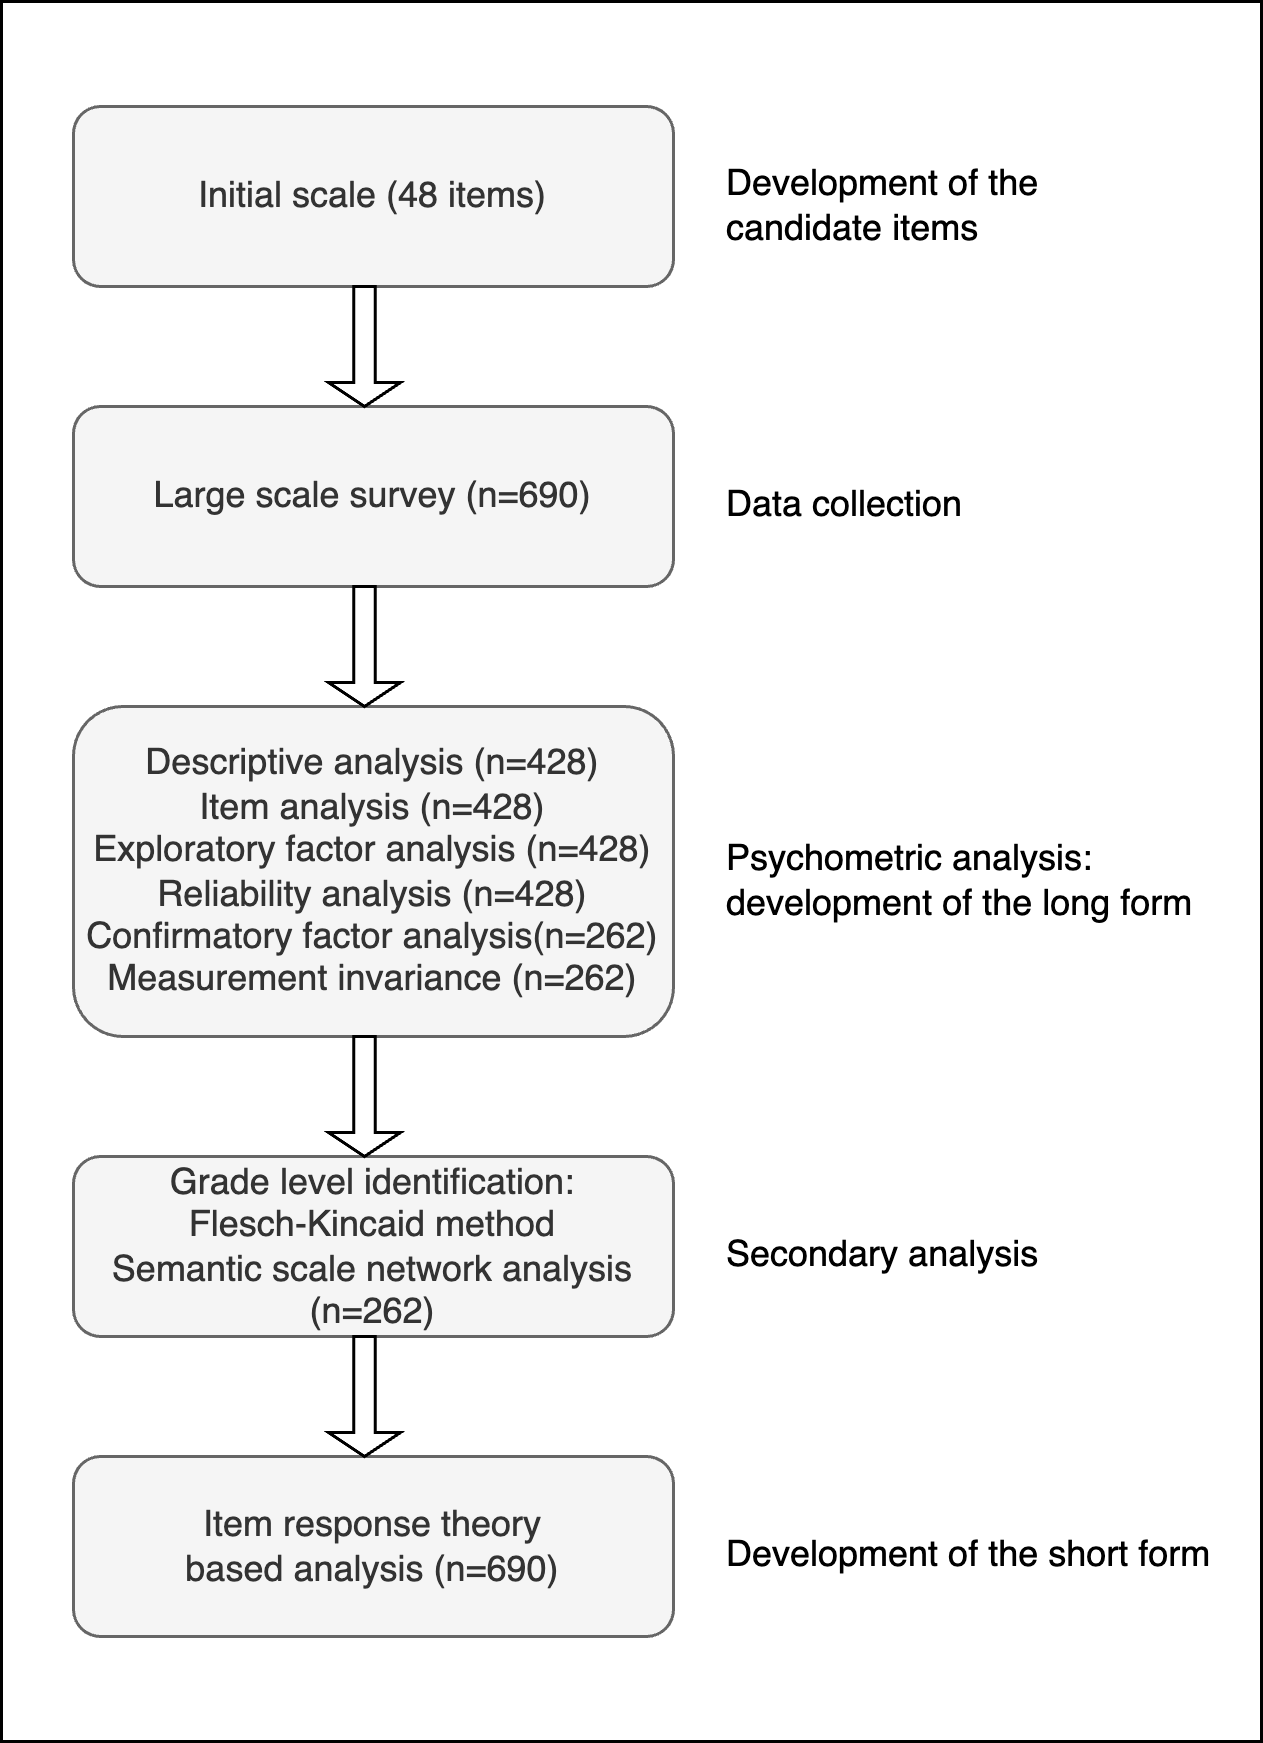 Initial scale (48 items)
Development of the
candidate items
Large scale survey (n=690)
Data collection
Descriptive analysis (n=428)
Item analysis (n=428)
Exploratory factor analysis (n=428)
Reliability analysis (n=428)
Confirmatory factor analysis(n=262)
Measurement invariance (n=262)
Psychometric analysis:
development of the long form
Grade level identification:
Flesch-Kincaid method
Semantic scale network analysis
(n=262)
Secondary analysis
Item response theory
based analysis (n=690)
Development of the short form